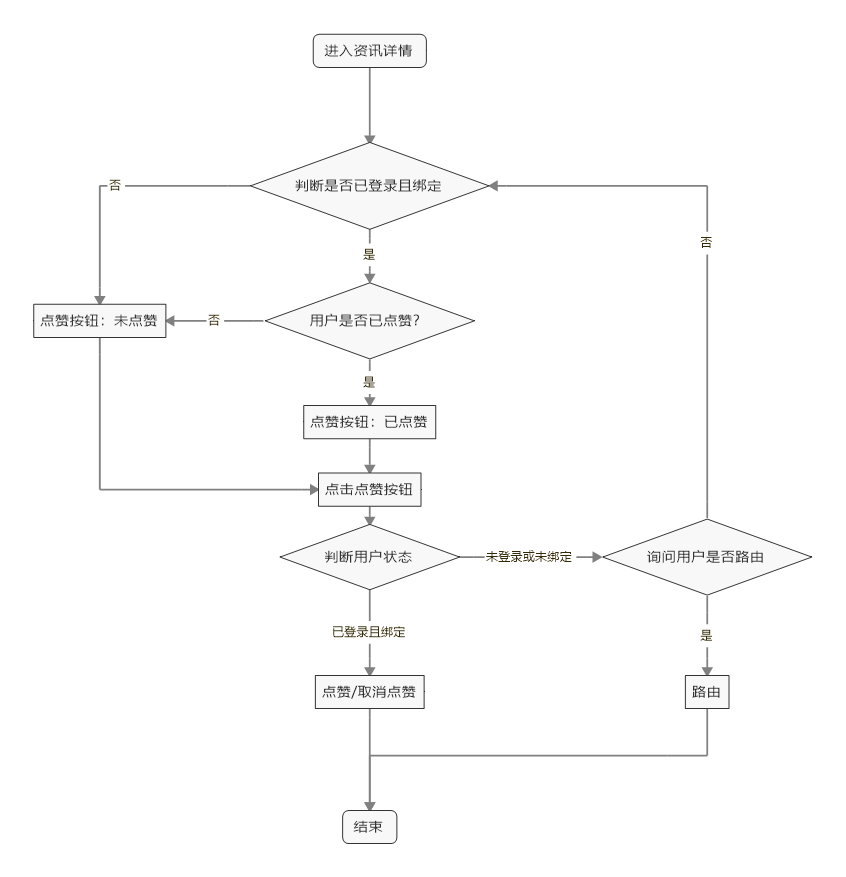 进入资讯详情
否
判断是否已登录且绑定
否
是
点赞按钮：未点赞
否
用户是否已点赞？
是
点赞按钮：已点赞
点击点赞按钮
判断用户状态
未登录或未绑定
询问用户是否路由
已登录且绑定
是
点赞/取消点赞
路由
结束